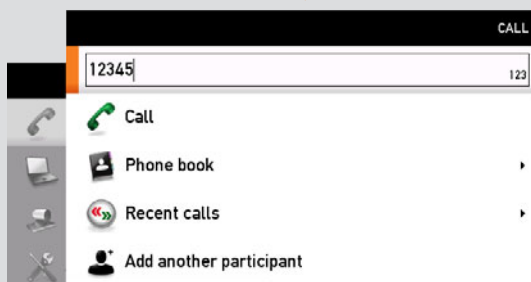 CALL
12345
123
Call
Phone book
Recent calls
Add another participant